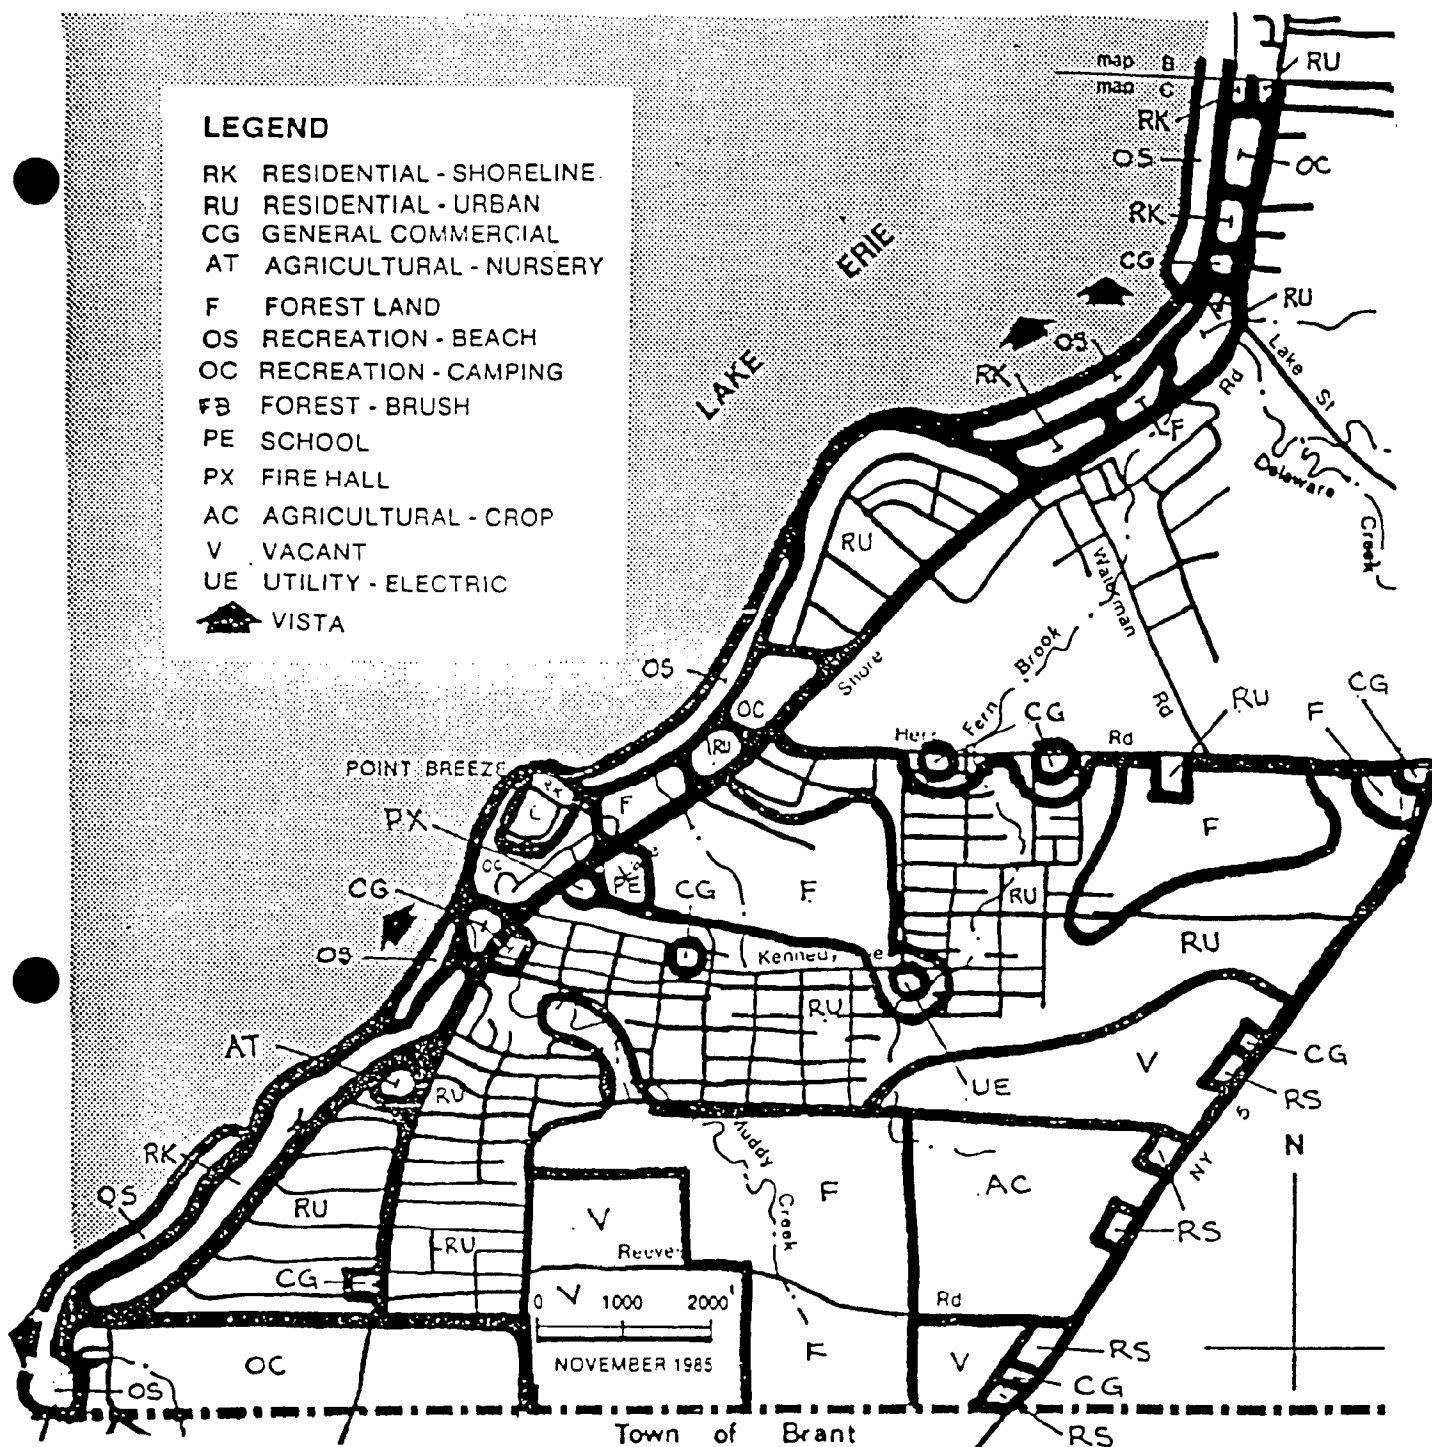 map B
map C
RU
RK
OS
OC
RK
CG
RU
LEGEND
RK RESIDENTIAL - SHORELINE
RU RESIDENTIAL - URBAN
CG GENERAL COMMERCIAL
AT AGRICULTURAL - NURSERY
F FOREST LAND
OS RECREATION - BEACH
OC RECREATION - CAMPING
FB FOREST - BRUSH
PE SCHOOL
PX FIRE HALL
AC AGRICULTURAL - CROP
V VACANT
UE UTILITY - ELECTRIC
VISTA
LAKE ERIE
OS
RK
Rd
Lake St
F
Delaware Creek
RU
Waterman Rd
Fern Brook
Shore
OS
OC
RU
CG
Rd
RU
F
CG
POINT BREEZE
PX
F
OC
PE
CG
F
F
RU
CG
OS
Kennedy
RU
RU
AT
RU
UE
V
CG
RS
NY 5
N
RK
OS
RU
RU
CG
Muddy Creek
F
AC
RS
RS
V
Reeves
V
Rd
0 1000 2000'
NOVEMBER 1985
OC
OS
F
V
RS
CG
RS
Town of Brant